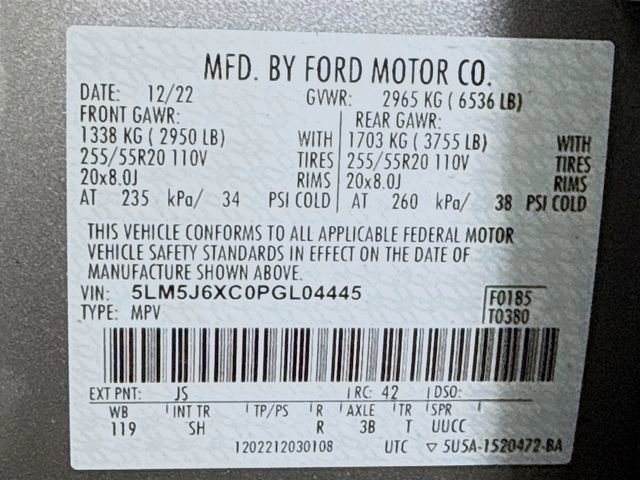 MFD. BY FORD MOTOR CO.
DATE: 12/22 GVWR: 2965 KG ( 6536 LB)
FRONT GAWR: REAR GAWR:
1338 KG ( 2950 LB) WITH 1703 KG ( 3755 LB) WITH
255/55R20 110V TIRES 255/55R20 110V TIRES
20x8.0J RIMS 20x8.0J RIMS
AT 235 kPa/ 34 PSI COLD AT 260 kPa/ 38 PSI COLD
THIS VEHICLE CONFORMS TO ALL APPLICABLE FEDERAL MOTOR
VEHICLE SAFETY STANDARDS IN EFFECT ON THE DATE OF
MANUFACTURE SHOWN ABOVE.
VIN: 5LM5J6XC0PGL04445 F0185
TYPE: MPV T0380
EXT PNT: JS RC: 42 DSO:
WB INT TR TP/PS R AXLE TR SPR
119 SH R 3B T UUCC
1202212030108 UTC ▽ 5U5A-1520472-BA